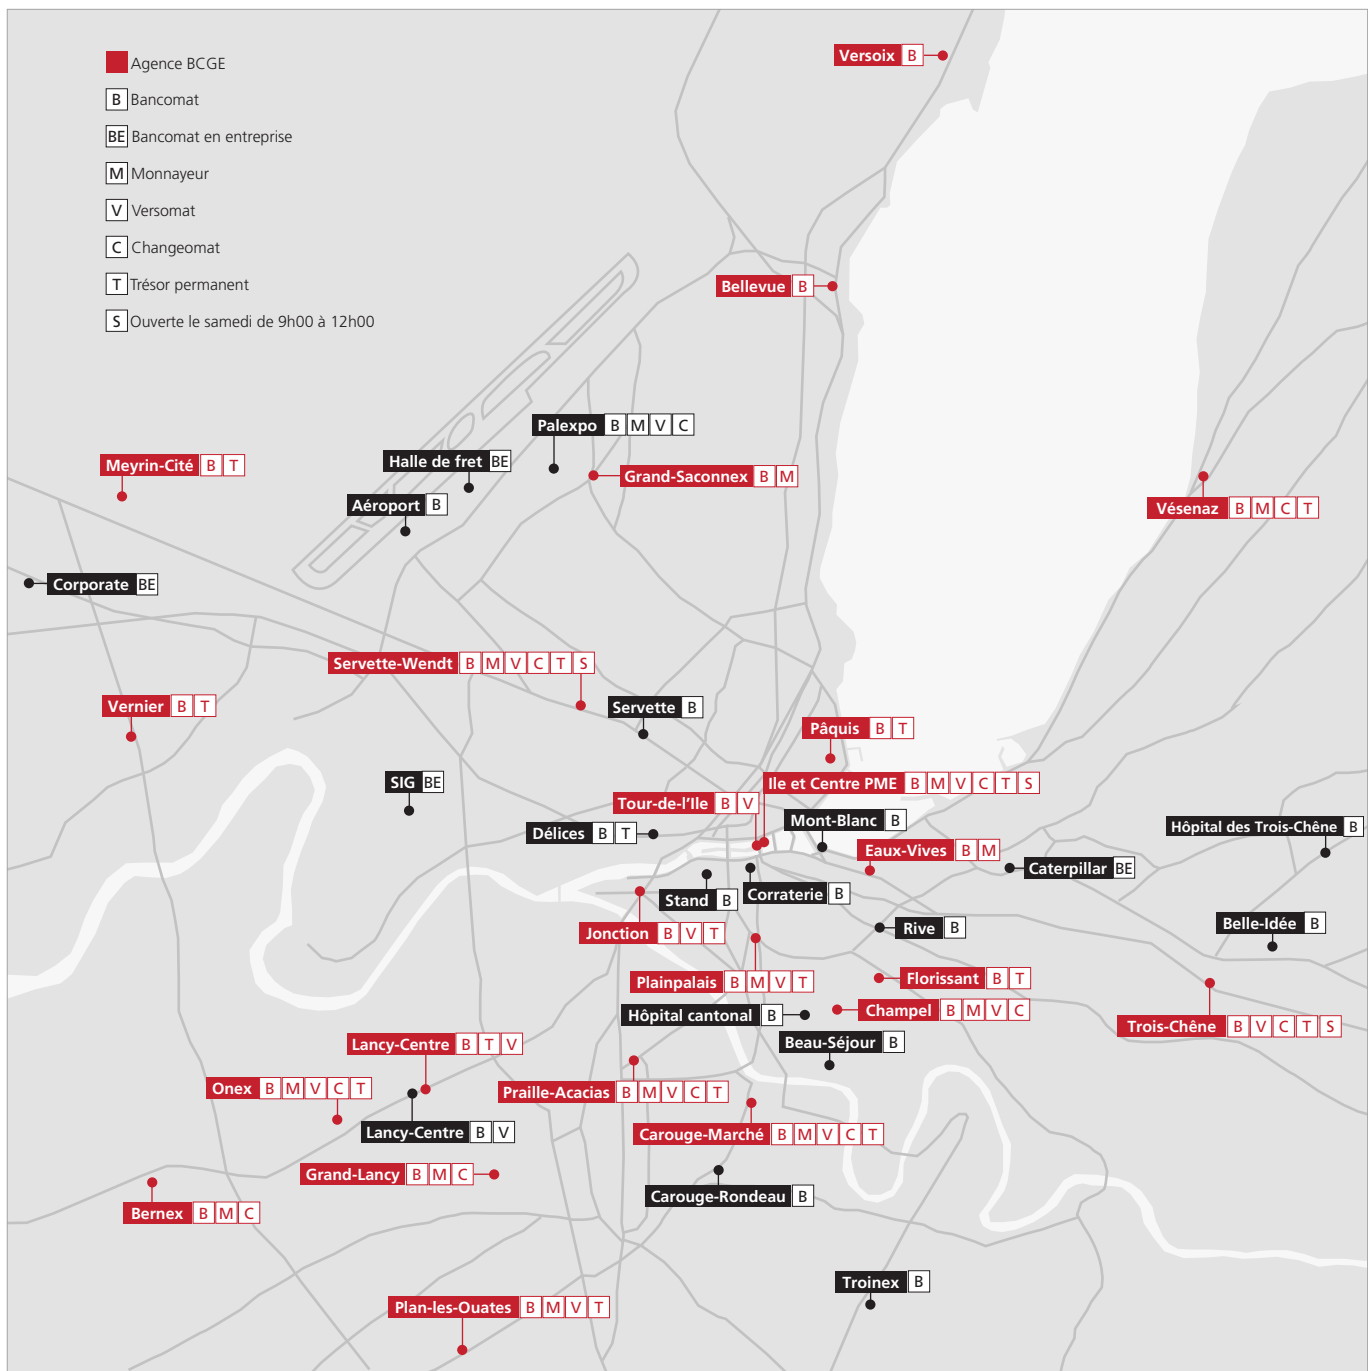 Versoix B
Agence BCGE
B Bancomat
BE Bancomat en entreprise
M Monnayeur
V Versomat
C Changeomat
T Trésor permanent
S Ouverte le samedi de 9h00 à 12h00
Bellevue B
Palexpo B M V C
Halle de fret BE
Meyrin-Cité B T
Grand-Saconnex B M
Aéroport B
Vésenaz B M C T
Corporate BE
Servette-Wendt B M V C T S
Vernier B T
Servette B
Pâquis B T
SIG BE
Ile et Centre PME B M V C T S
Tour-de-l'Ile B V
Mont-Blanc B
Hôpital des Trois-Chêne B
Délices B T
Eaux-Vives B M
Caterpillar BE
Corraterie B
Stand B
Belle-Idée B
Rive B
Jonction B V T
Florissant B T
Plainpalais B M V T
Champel B M V C
Hôpital cantonal B
Trois-Chêne B V C T S
Beau-Séjour B
Lancy-Centre B T V
Onex B M V C T
Praille-Acacias B M V C T
Lancy-Centre B V
Carouge-Marché B M V C T
Grand-Lancy B M C
Carouge-Rondeau B
Bernex B M C
Troinex B
Plan-les-Ouates B M V T